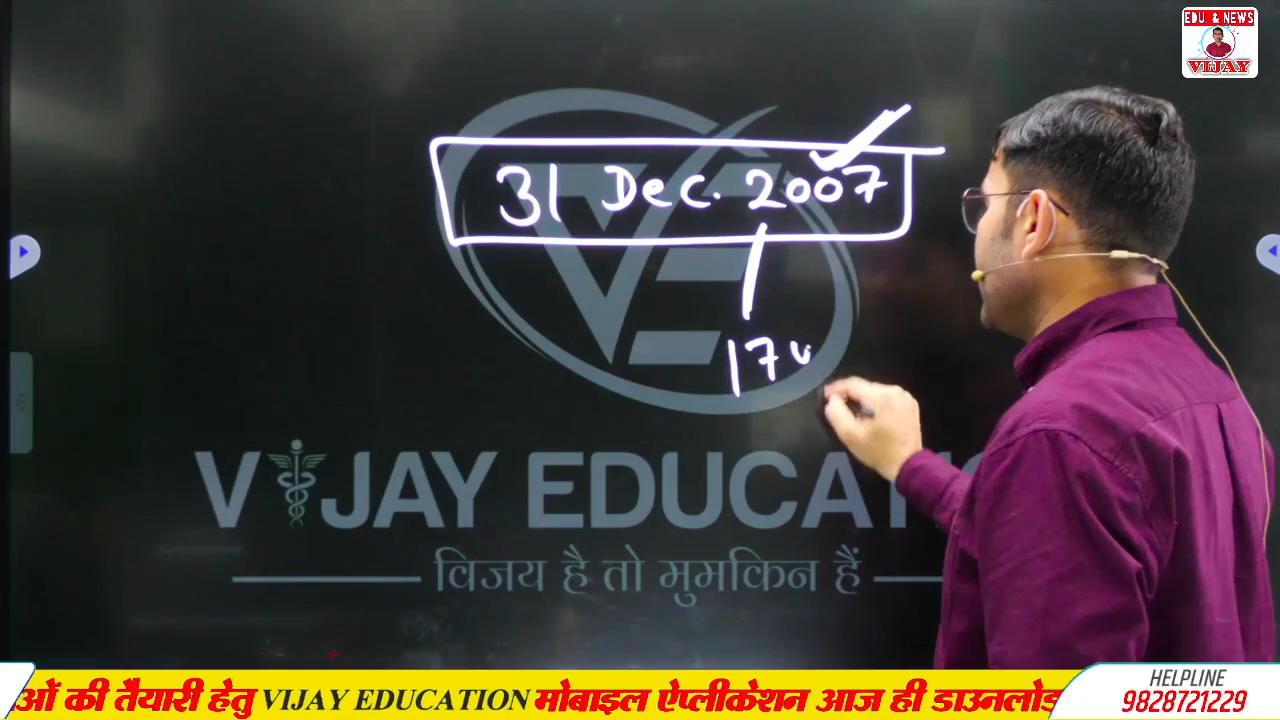 EDU. & NEWS
VIJAY
31 Dec. 2007
17
VIJAY EDUCAT
विजय है तो मुमकिन हैं
ओं की तैयारी हेतु VIJAY EDUCATION मोबाइल ऐप्लीकेशन आज ही डाउनलोड
HELPLINE
9828721229